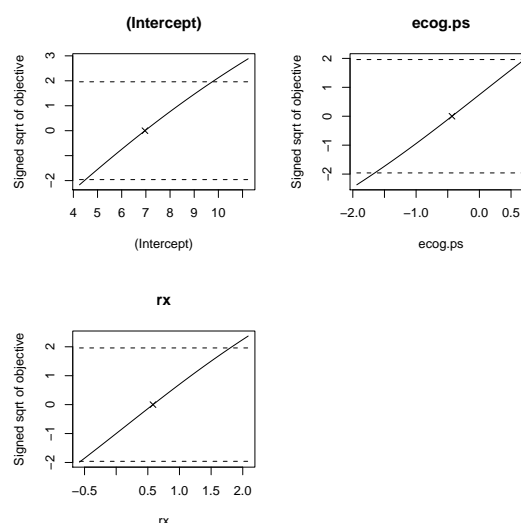 (Intercept)
Signed sqrt of objective
3
2
1
0
−2
4 5 6 7 8 9 10
(Intercept)
ecog.ps
Signed sqrt of objective
2
1
0
−1
−2
−2.0 −1.0 0.0 0.5
ecog.ps
rx
Signed sqrt of objective
2
1
0
−1
−2
−0.5 0.5 1.0 1.5 2.0
rx